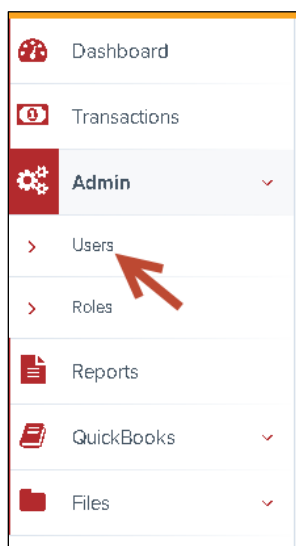 Dashboard
Transactions
Admin
Users
Roles
Reports
QuickBooks
Files